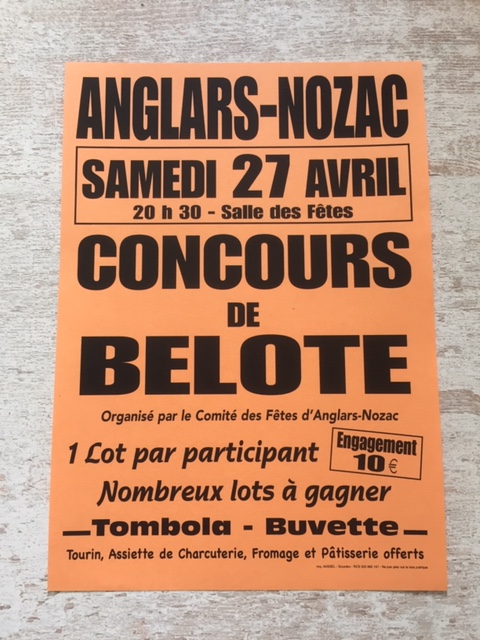 ANGLARS-NOZAC
SAMEDI 27 AVRIL
20 h 30 - Salle des Fêtes
CONCOURS
DE
BELOTE
Organisé par le Comité des Fêtes d'Anglars-Nozac
1 Lot par participant
Engagement
10€
Nombreux lots à gagner
Tombola - Buvette
Tourin, Assiette de Charcuterie, Fromage et Pâtisserie offerts